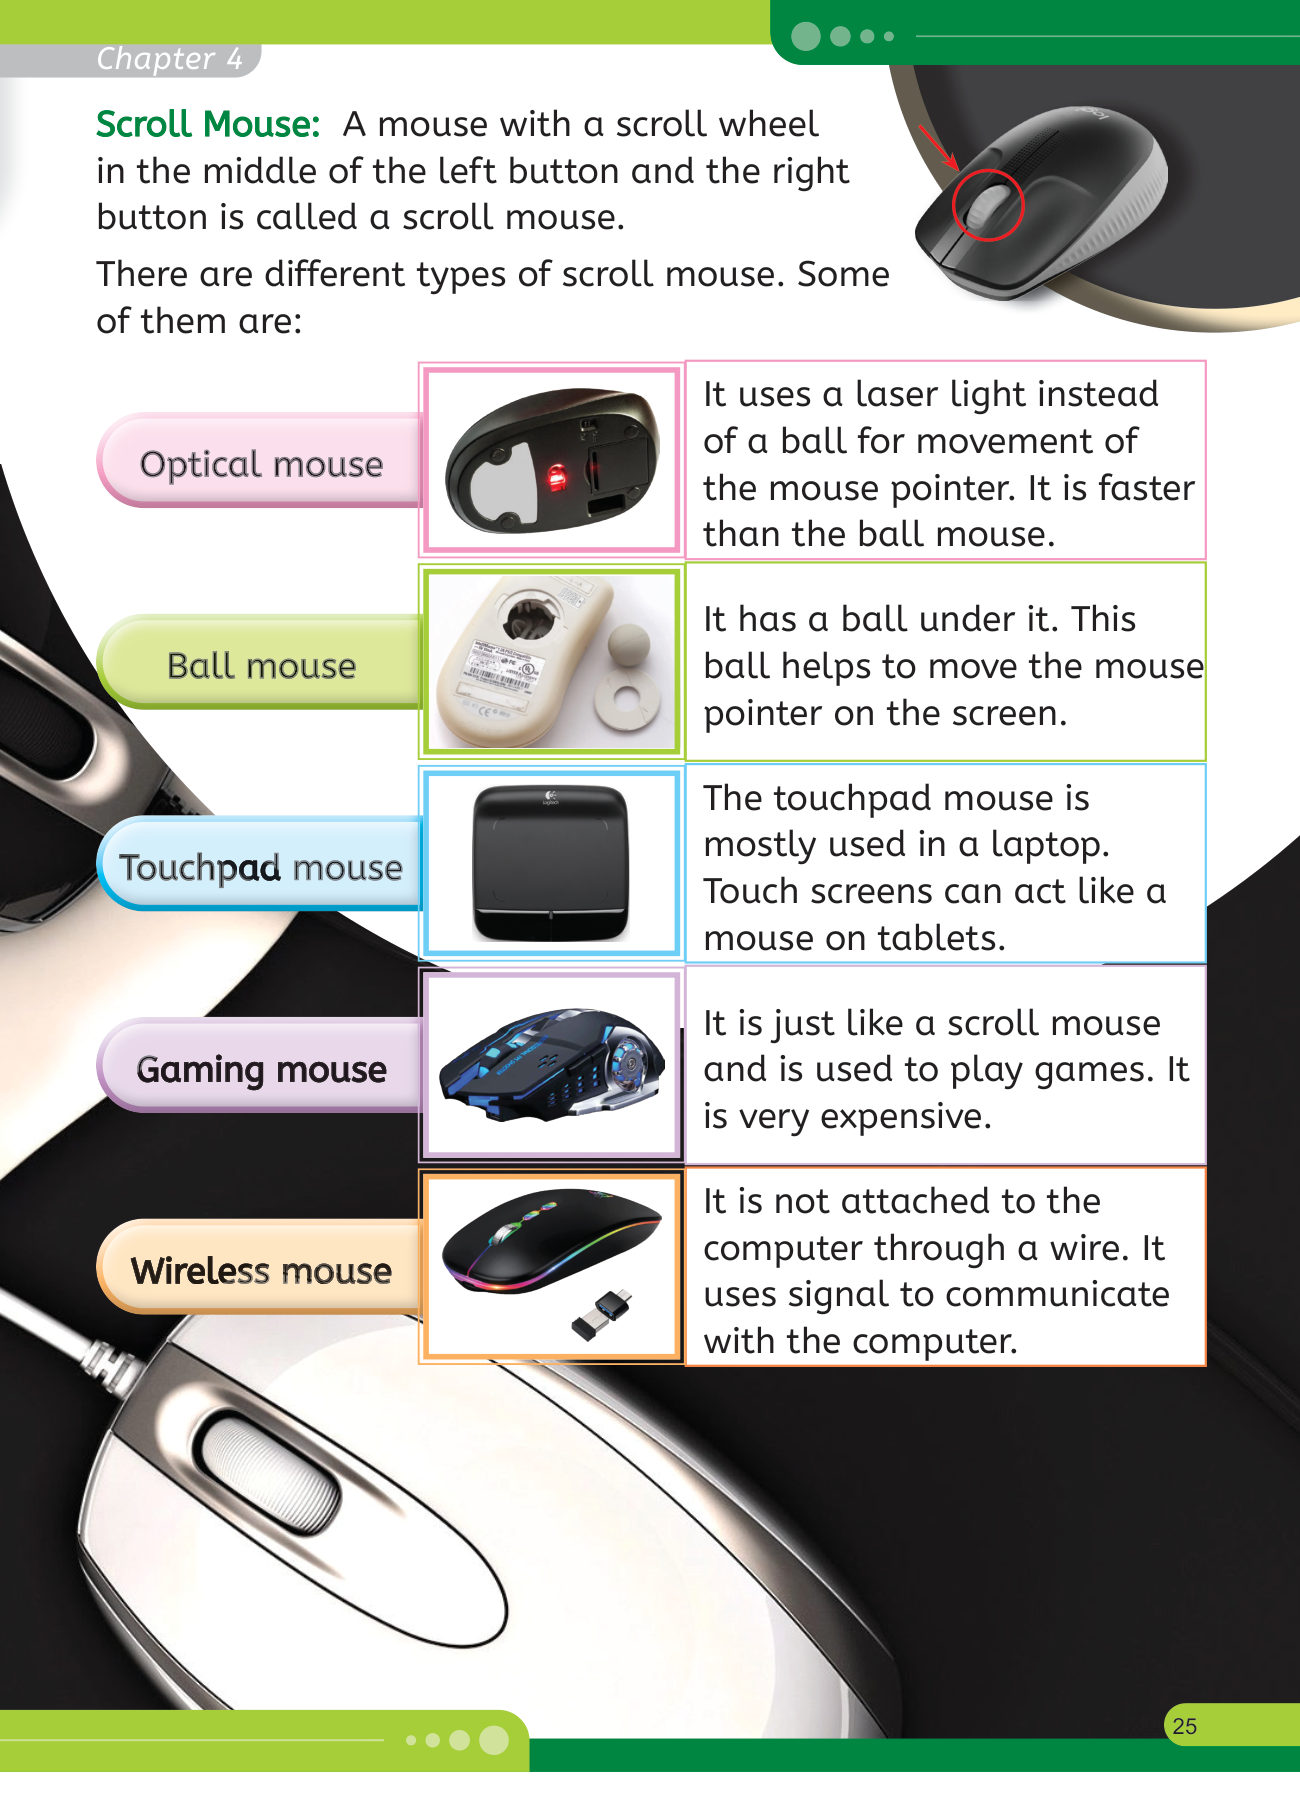 Chapter 4
Scroll Mouse: A mouse with a scroll wheel
in the middle of the left button and the right
button is called a scroll mouse.
There are different types of scroll mouse. Some
of them are:
Optical mouse
It uses a laser light instead
of a ball for movement of
the mouse pointer. It is faster
than the ball mouse.
Ball mouse
It has a ball under it. This
ball helps to move the mouse
pointer on the screen.
Touchpad mouse
Logitech
The touchpad mouse is
mostly used in a laptop.
Touch screens can act like a
mouse on tablets.
Gaming mouse
It is just like a scroll mouse
and is used to play games. It
is very expensive.
Wireless mouse
It is not attached to the
computer through a wire. It
uses signal to communicate
with the computer.
25